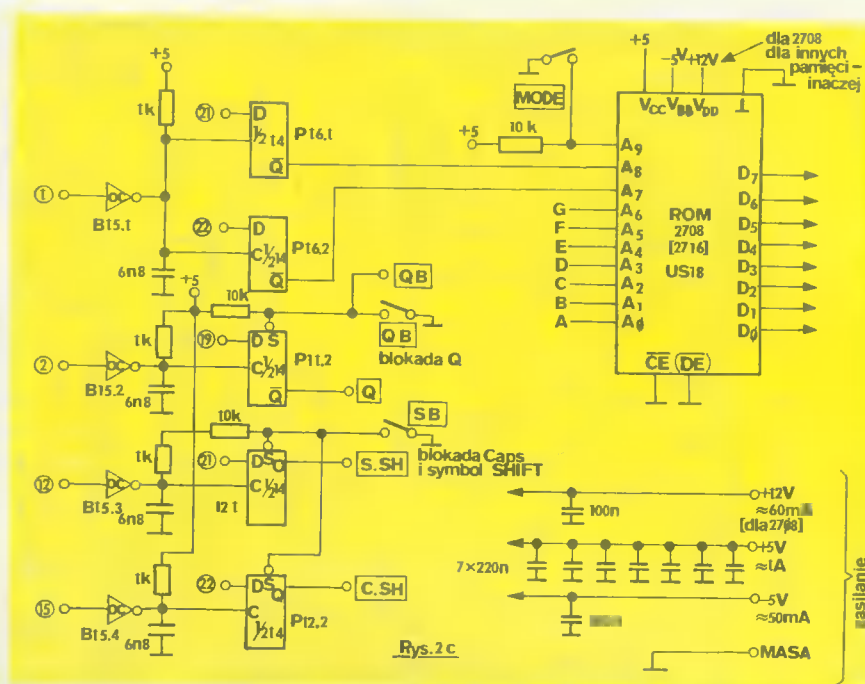 +5
1k
㉑
D
1/2 14
Q̅
P16,1
①
OC
B15.1
㉒
D
C 1/2 14
Q̅
P16,2
6n8
+5
10k
QB
QB
blokada Q
1k
⑲
D S
C 1/2 14
Q̅
P11,2
②
OC
B15.2
6n8
Q
10k
SB
blokada Caps
i symbol SHIFT
1k
㉑
D S Q
C 1/2 14
12 1
S.SH
⑫
OC
B15.3
6n8
1k
㉒
D S Q
C
1/2 14
P12,2
C.SH
⑮
OC
B15.4
6n8
Rys. 2c
MODE
+5
10 k
+5
-5V
+12V
dla 2708
dla innych
pamięci -
inaczej
VCC VBB VDD ⊥
A9
A8
A7
G A6
F A5
E A4
D A3
C A2
B A1
A A0
ROM
2708
[2716]
US18
D7
D6
D5
D4
D3
D2
D1
D0
C̅E̅ (D̅E̅)
+12V
≈60mA
[dla 2708]
100n
+5V
≈1A
7×220n
-5V
≈50mA
MASA
zasilanie